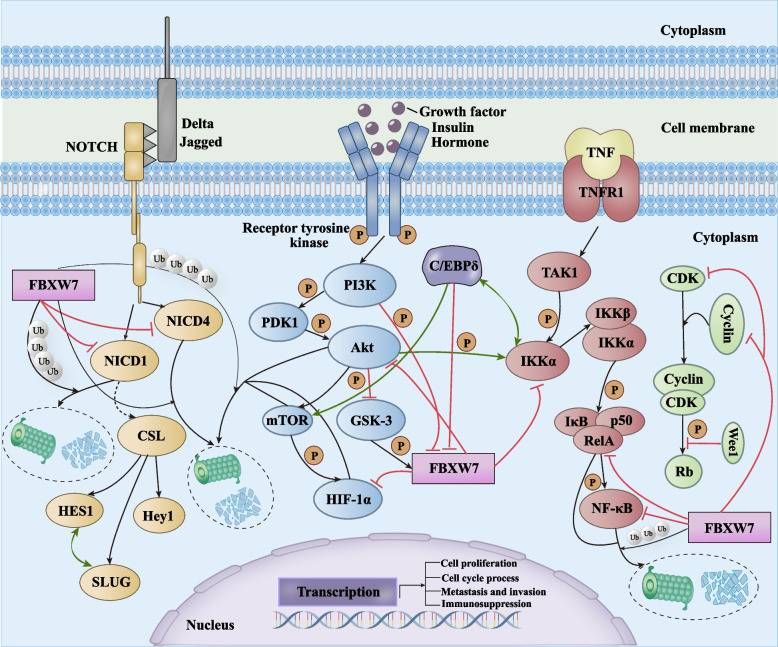 Cytoplasm
Delta
Jagged
NOTCH
Growth factor
Insulin
Hormone
Cell membrane
TNF
TNFR1
Receptor tyrosine
kinase
P
P
Cytoplasm
Ub
Ub
Ub
Ub
FBXW7
NICD4
NICD1
Ub
Ub
Ub
Ub
CSL
HES1
Hey1
SLUG
PI3K
P
P
PDK1
P
Akt
P
P
mTOR
GSK-3
P
P
HIF-1α
FBXW7
C/EBPδ
TAK1
P
IKKα
P
IKKβ
IKKα
P
IκB
p50
RelA
P
NF-κB
Ub
Ub
Ub
CDK
Cyclin
Cyclin
CDK
P
Wee1
Rb
FBXW7
Transcription
Cell proliferation
Cell cycle process
Metastasis and invasion
Immunosuppression
Nucleus